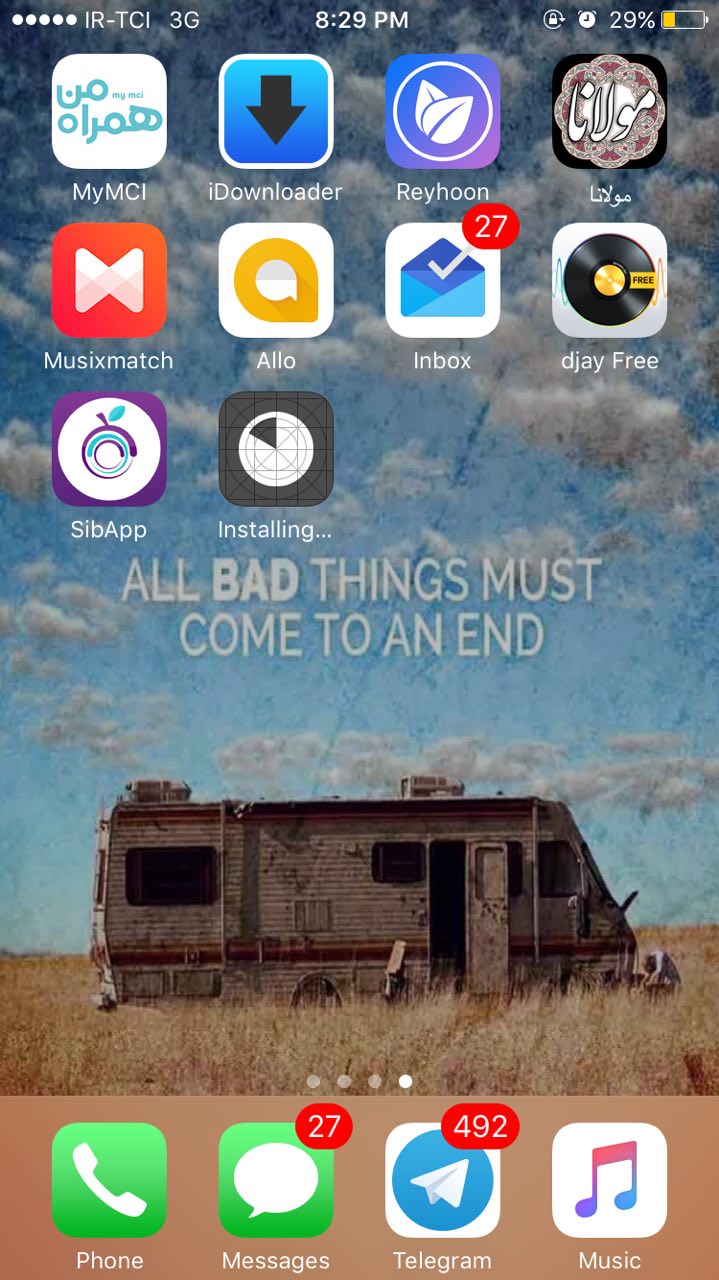 IR-TCI 3G 8:29 PM 29%
من my mci
همراه
مولانا
MyMCI iDownloader Reyhoon مولانا
27
FREE
Musixmatch Allo Inbox djay Free
SibApp Installing...
ALL BAD THINGS MUST
COME TO AN END
27 492
Phone Messages Telegram Music